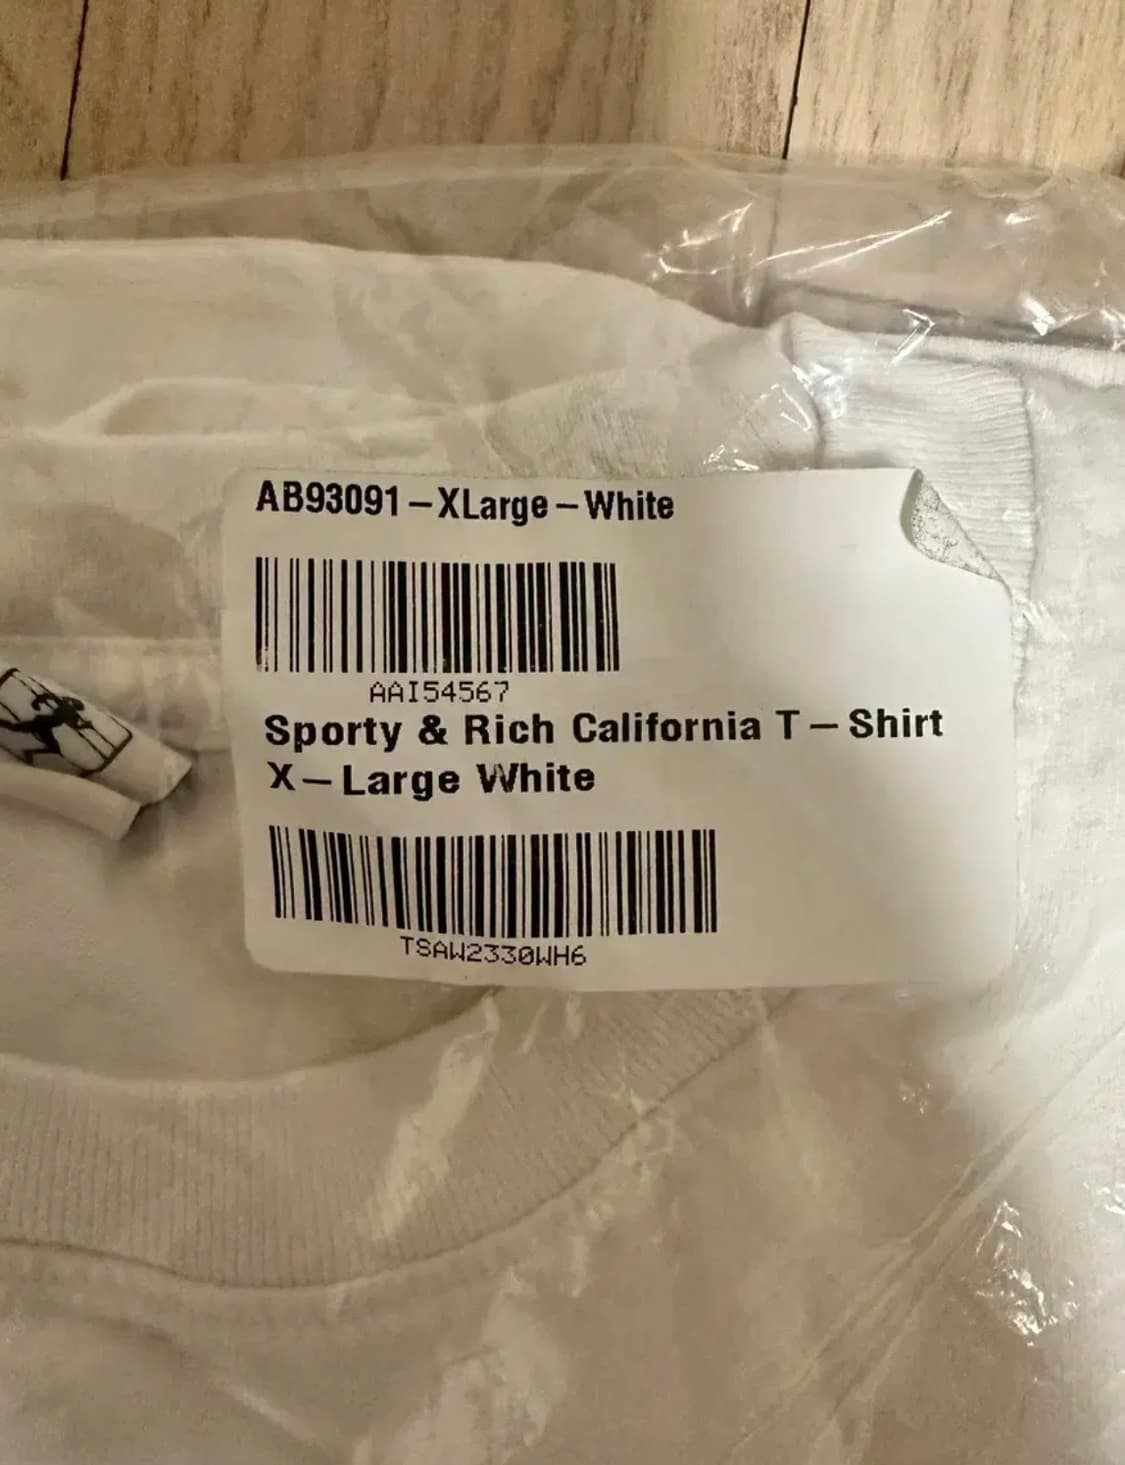 AB93091-XLarge-White
AAI54567
Sporty & Rich California T-Shirt
X-Large White
TSAW2330WH6